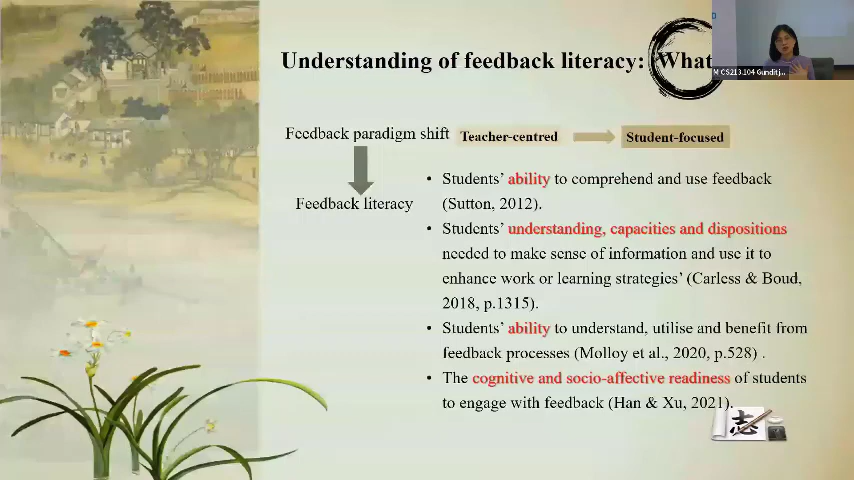 Understanding of feedback literacy: What
M CS213.104 Gunditj...
Feedback paradigm shift
Teacher-centred
Student-focused
Feedback literacy
• Students’ ability to comprehend and use feedback
(Sutton, 2012).
• Students’ understanding, capacities and dispositions
needed to make sense of information and use it to
enhance work or learning strategies’ (Carless & Boud,
2018, p.1315).
• Students’ ability to understand, utilise and benefit from
feedback processes (Molloy et al., 2020, p.528) .
• The cognitive and socio-affective readiness of students
to engage with feedback (Han & Xu, 2021).
志